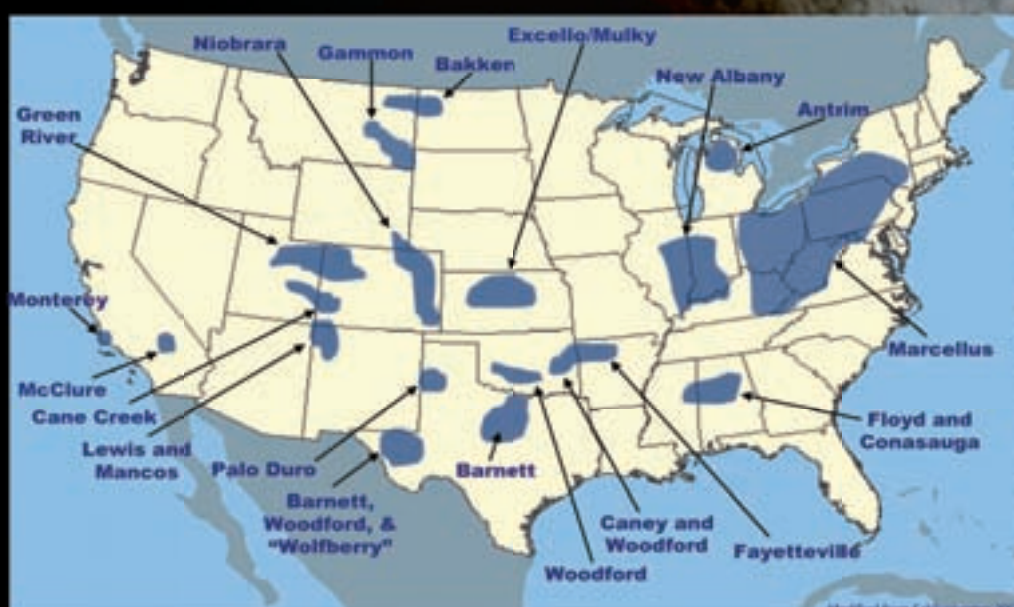 Niobrara
Gammon
Bakken
Excello/Mulky
New Albany
Antrim
Green
River
Monterey
McClure
Cane Creek
Lewis and
Mancos
Palo Duro
Barnett,
Woodford, &
"Wolfberry"
Barnett
Woodford
Caney and
Woodford
Fayetteville
Floyd and
Conasauga
Marcellus